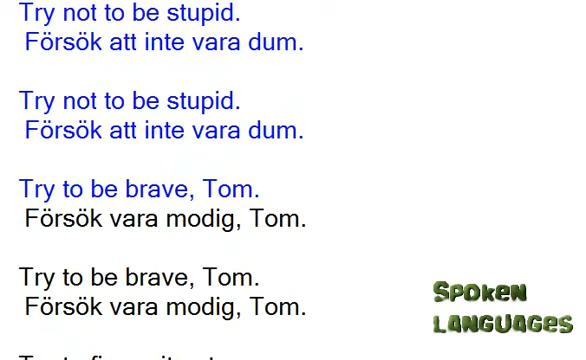 Try not to be stupid.
Försök att inte vara dum.
Try not to be stupid.
Försök att inte vara dum.
Try to be brave, Tom.
Försök vara modig, Tom.
Try to be brave, Tom.
Försök vara modig, Tom.
SPOKEN
LANGUAGES